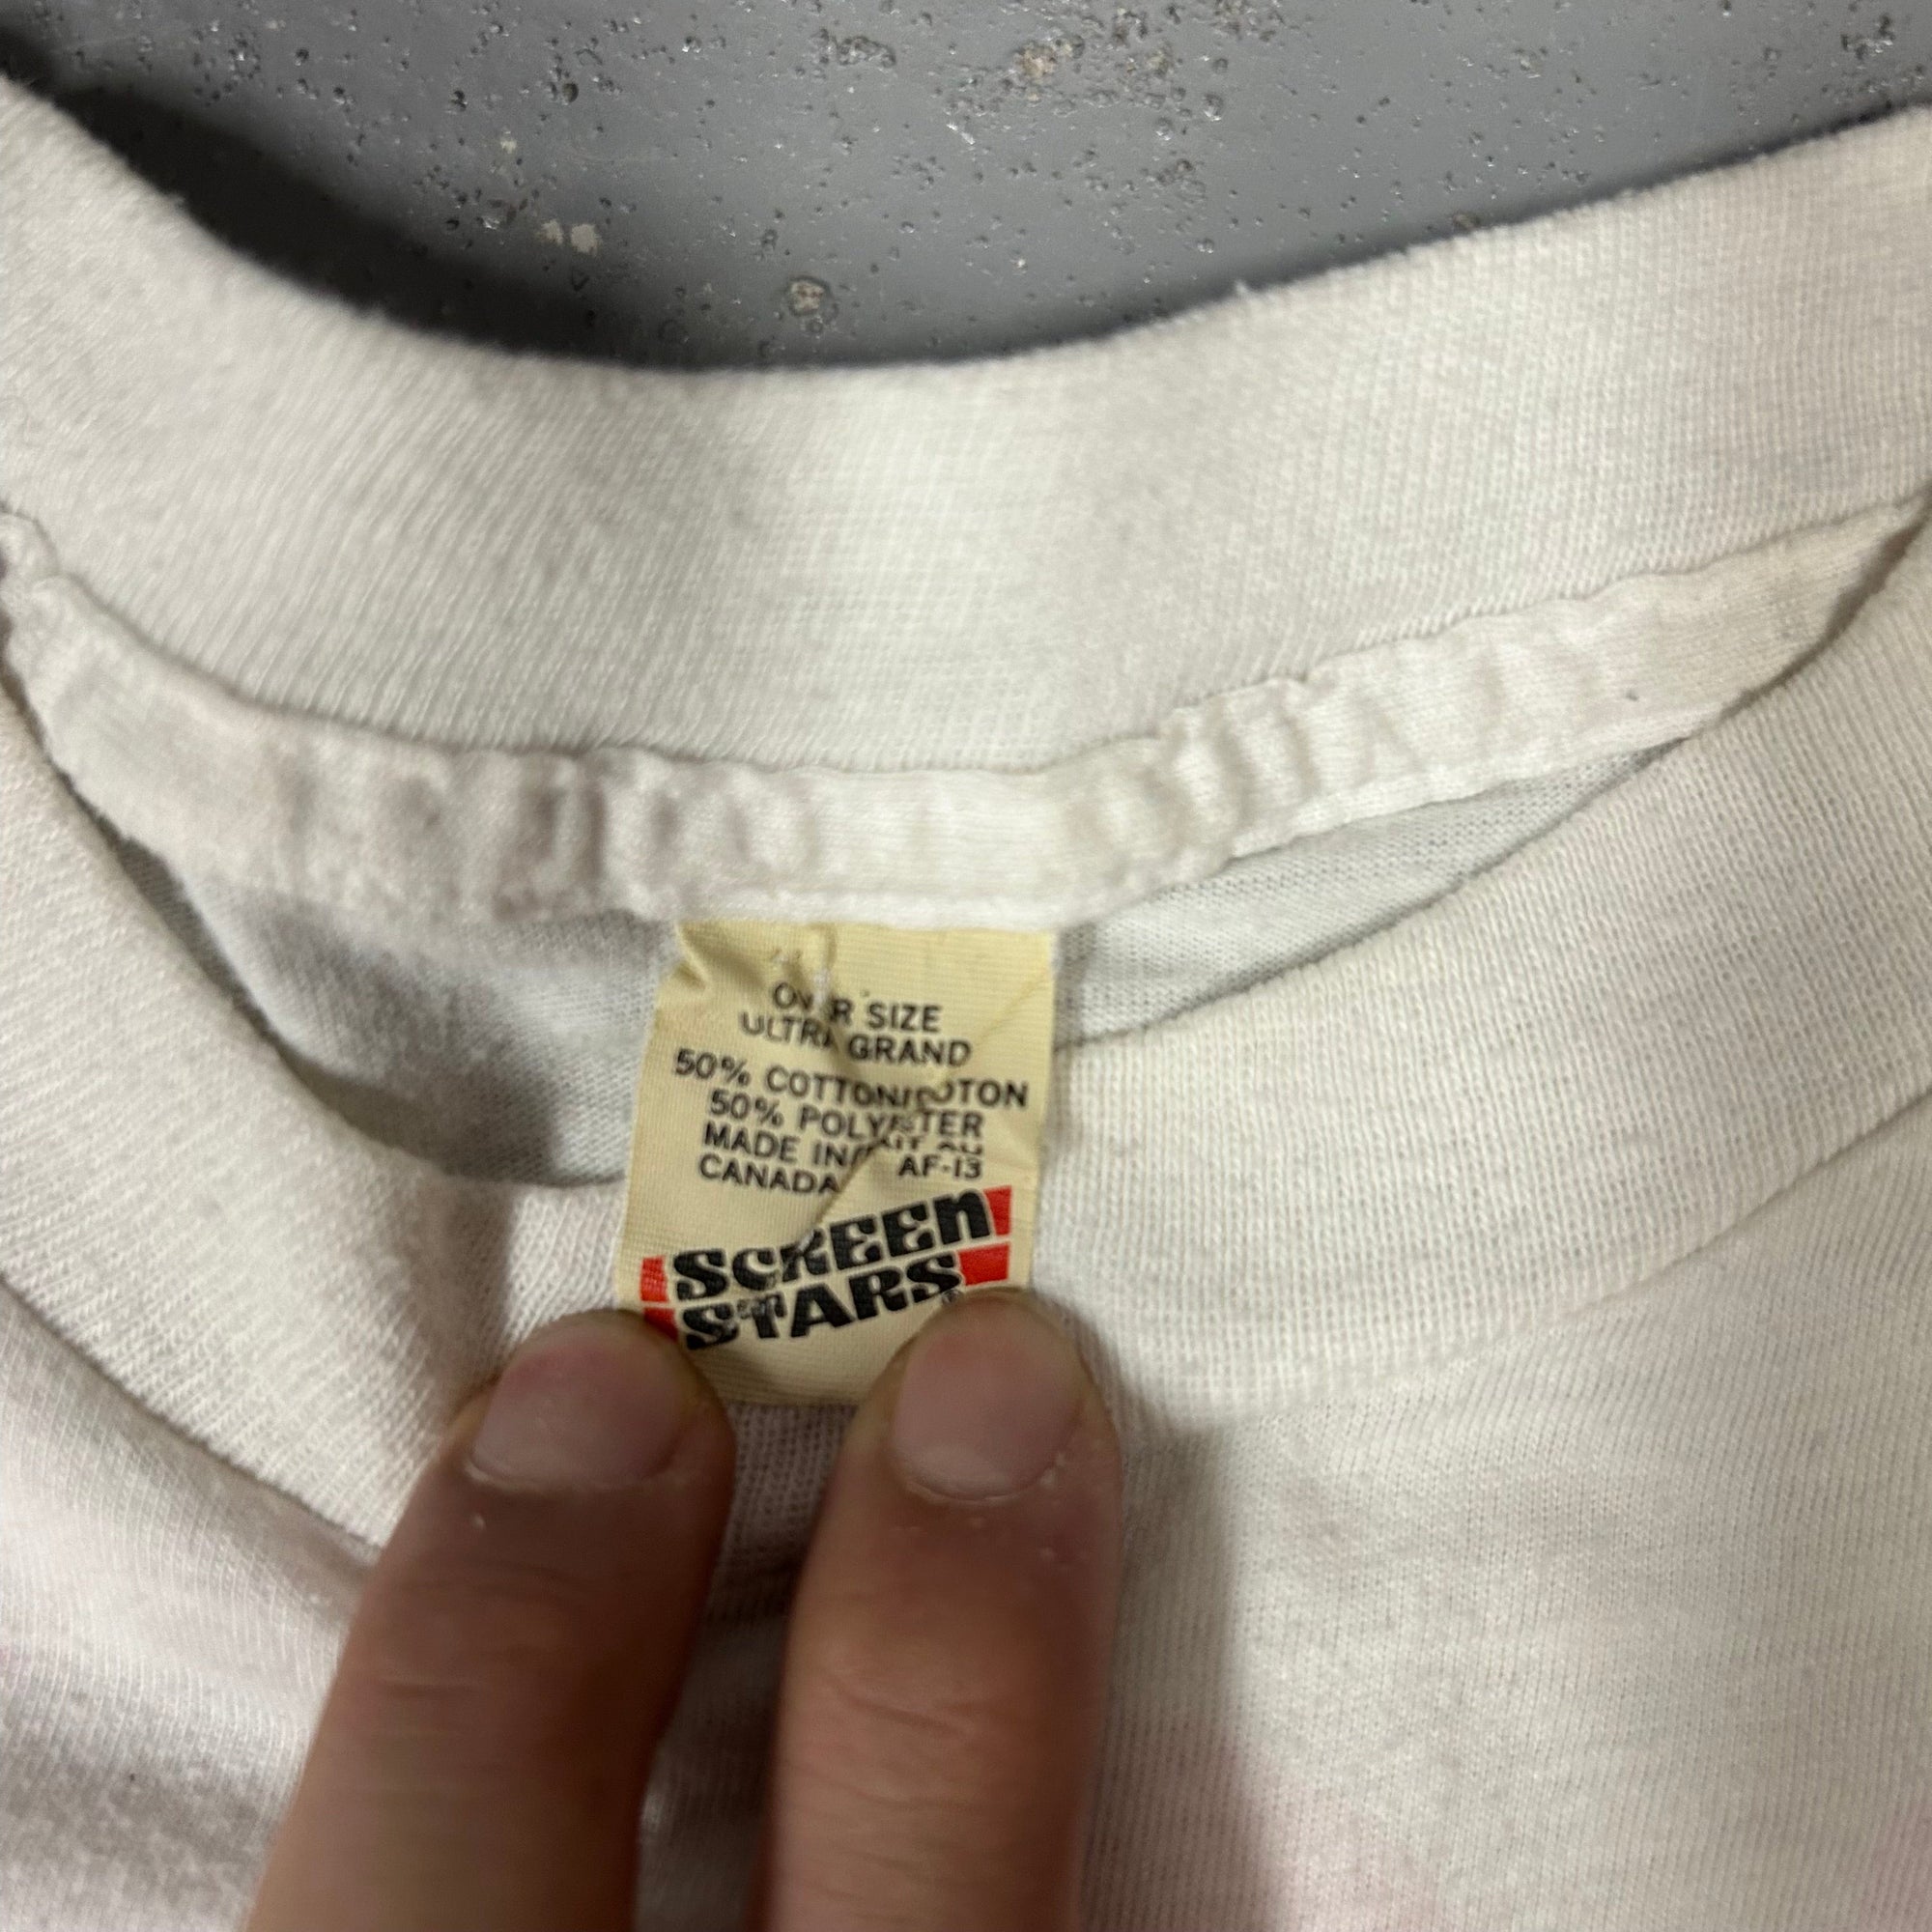 OVER SIZE
ULTRA GRAND
50% COTTON/COTON
50% POLYESTER
MADE IN/FAIT AU
CANADA AF-13
SCREEN
STARS